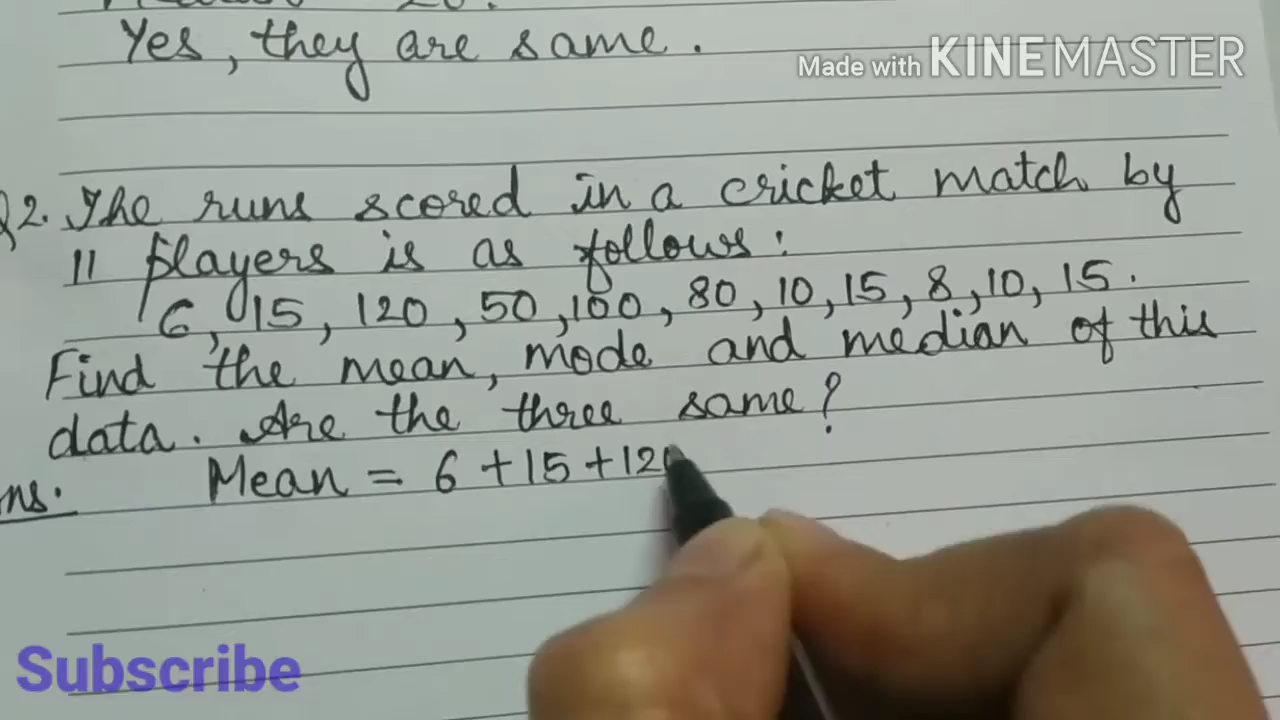 Yes, they are same.
Made with KINEMASTER
Q2. The runs scored in a cricket match by
11 players is as follows:
6, 15, 120, 50, 100, 80, 10, 15, 8, 10, 15.
Find the mean, mode and median of this
data. Are the three same?
Ans. Mean = 6 + 15 + 120
Subscribe